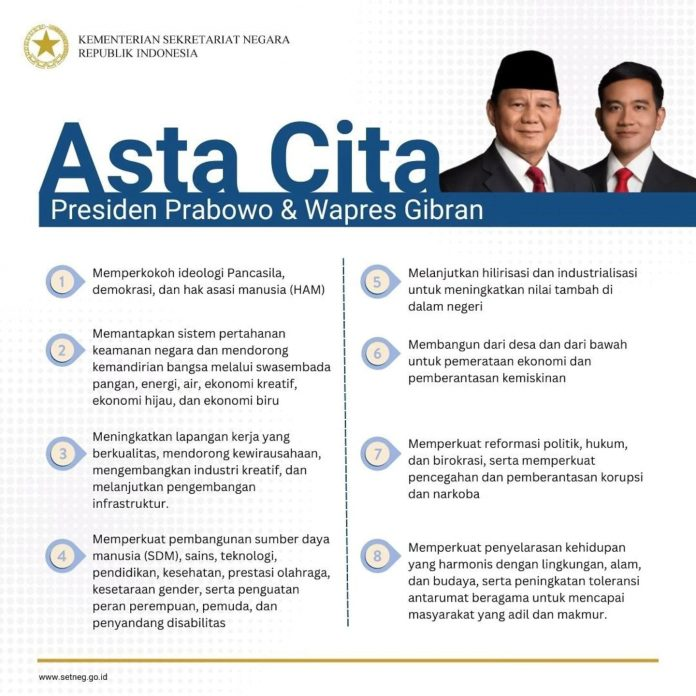 KEMENTERIAN SEKRETARIAT NEGARA
REPUBLIK INDONESIA
Asta Cita
Presiden Prabowo & Wapres Gibran
1
Memperkokoh ideologi Pancasila,
demokrasi, dan hak asasi manusia (HAM)
2
Memantapkan sistem pertahanan
keamanan negara dan mendorong
kemandirian bangsa melalui swasembada
pangan, energi, air, ekonomi kreatif,
ekonomi hijau, dan ekonomi biru
3
Meningkatkan lapangan kerja yang
berkualitas, mendorong kewirausahaan,
mengembangkan industri kreatif, dan
melanjutkan pengembangan
infrastruktur.
4
Memperkuat pembangunan sumber daya
manusia (SDM), sains, teknologi,
pendidikan, kesehatan, prestasi olahraga,
kesetaraan gender, serta penguatan
peran perempuan, pemuda, dan
penyandang disabilitas
5
Melanjutkan hilirisasi dan industrialisasi
untuk meningkatkan nilai tambah di
dalam negeri
6
Membangun dari desa dan dari bawah
untuk pemerataan ekonomi dan
pemberantasan kemiskinan
7
Memperkuat reformasi politik, hukum,
dan birokrasi, serta memperkuat
pencegahan dan pemberantasan korupsi
dan narkoba
8
Memperkuat penyelarasan kehidupan
yang harmonis dengan lingkungan, alam,
dan budaya, serta peningkatan toleransi
antarumat beragama untuk mencapai
masyarakat yang adil dan makmur.
www.setneg.go.id